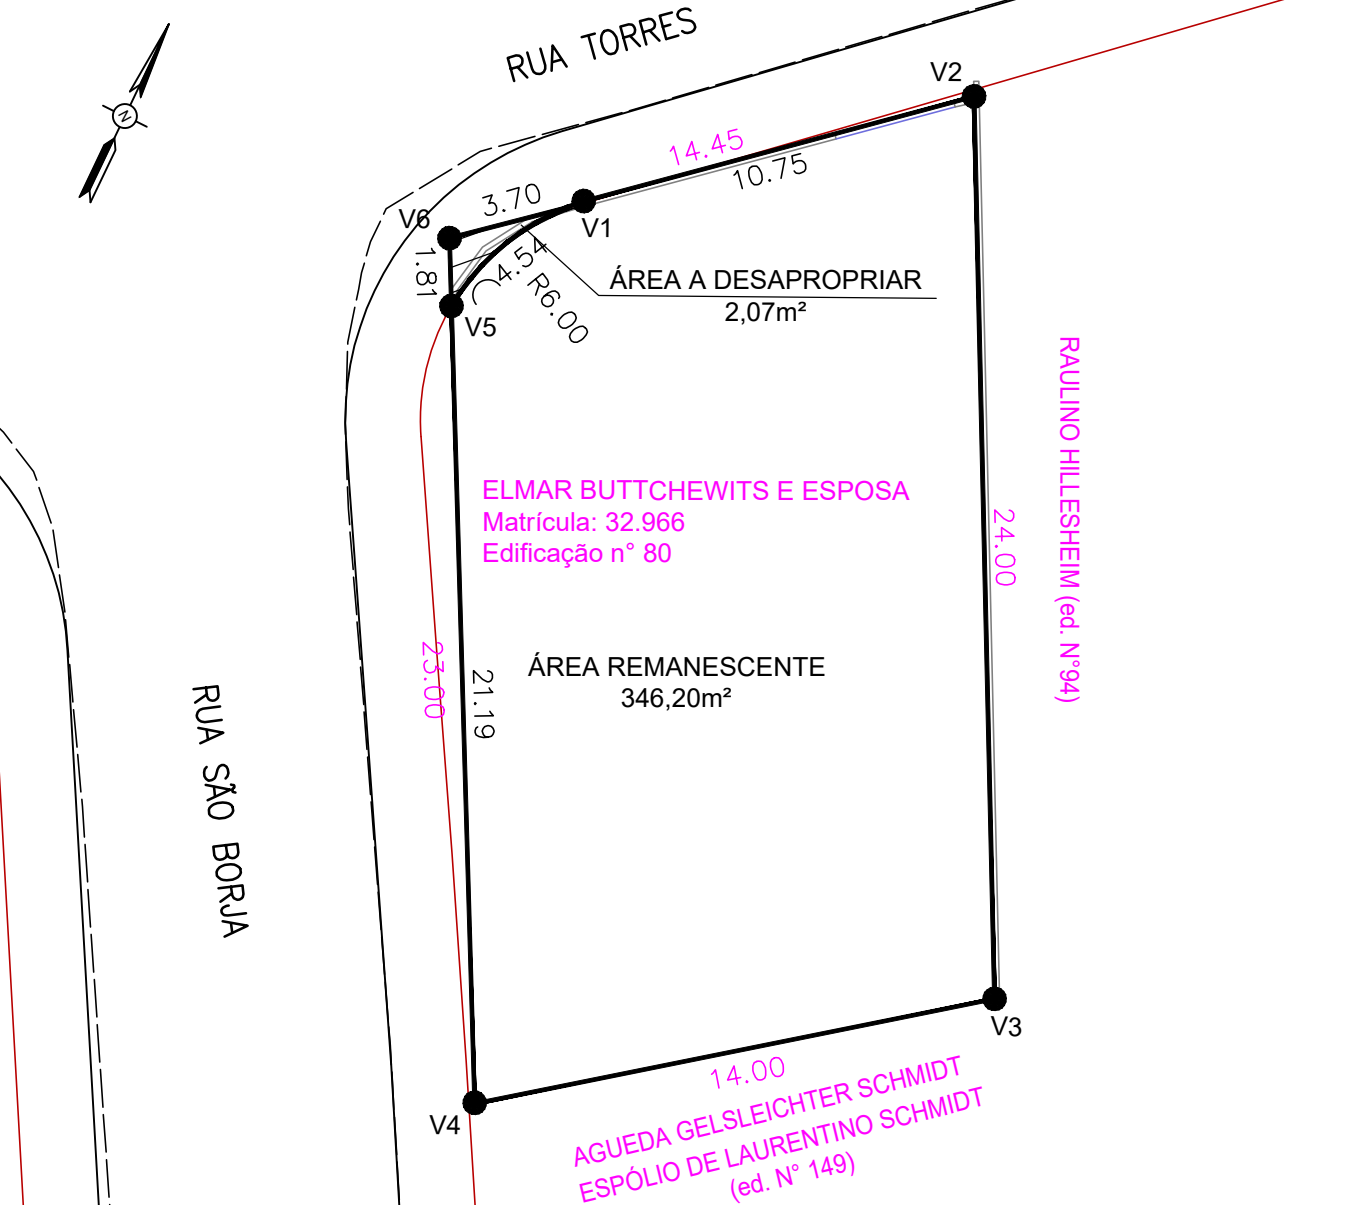 RUA TORRES
N
V2
14.45
10.75
3.70
V6
V1
1.81
4.54
R6.00
V5
ÁREA A DESAPROPRIAR
2,07m²
RAULINO HILLESHEIM (ed. N°94)
ELMAR BUTTCHEWITS E ESPOSA
Matrícula: 32.966
Edificação n° 80
24.00
23.00
21.19
ÁREA REMANESCENTE
346,20m²
RUA SÃO BORJA
V3
V4
14.00
AGUEDA GELSLEICHTER SCHMIDT
ESPÓLIO DE LAURENTINO SCHMIDT
(ed. N° 149)